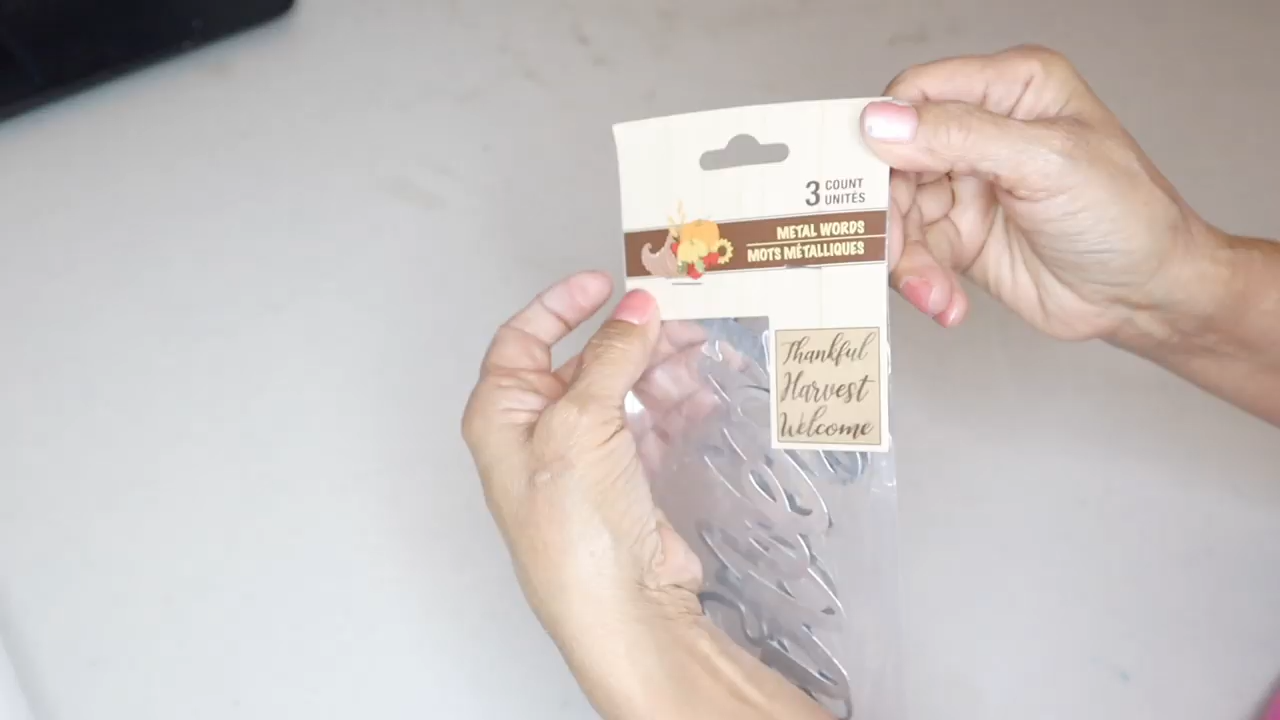 3 COUNT
UNITÉS
METAL WORDS
MOTS MÉTALLIQUES
Thankful
Harvest
Welcome